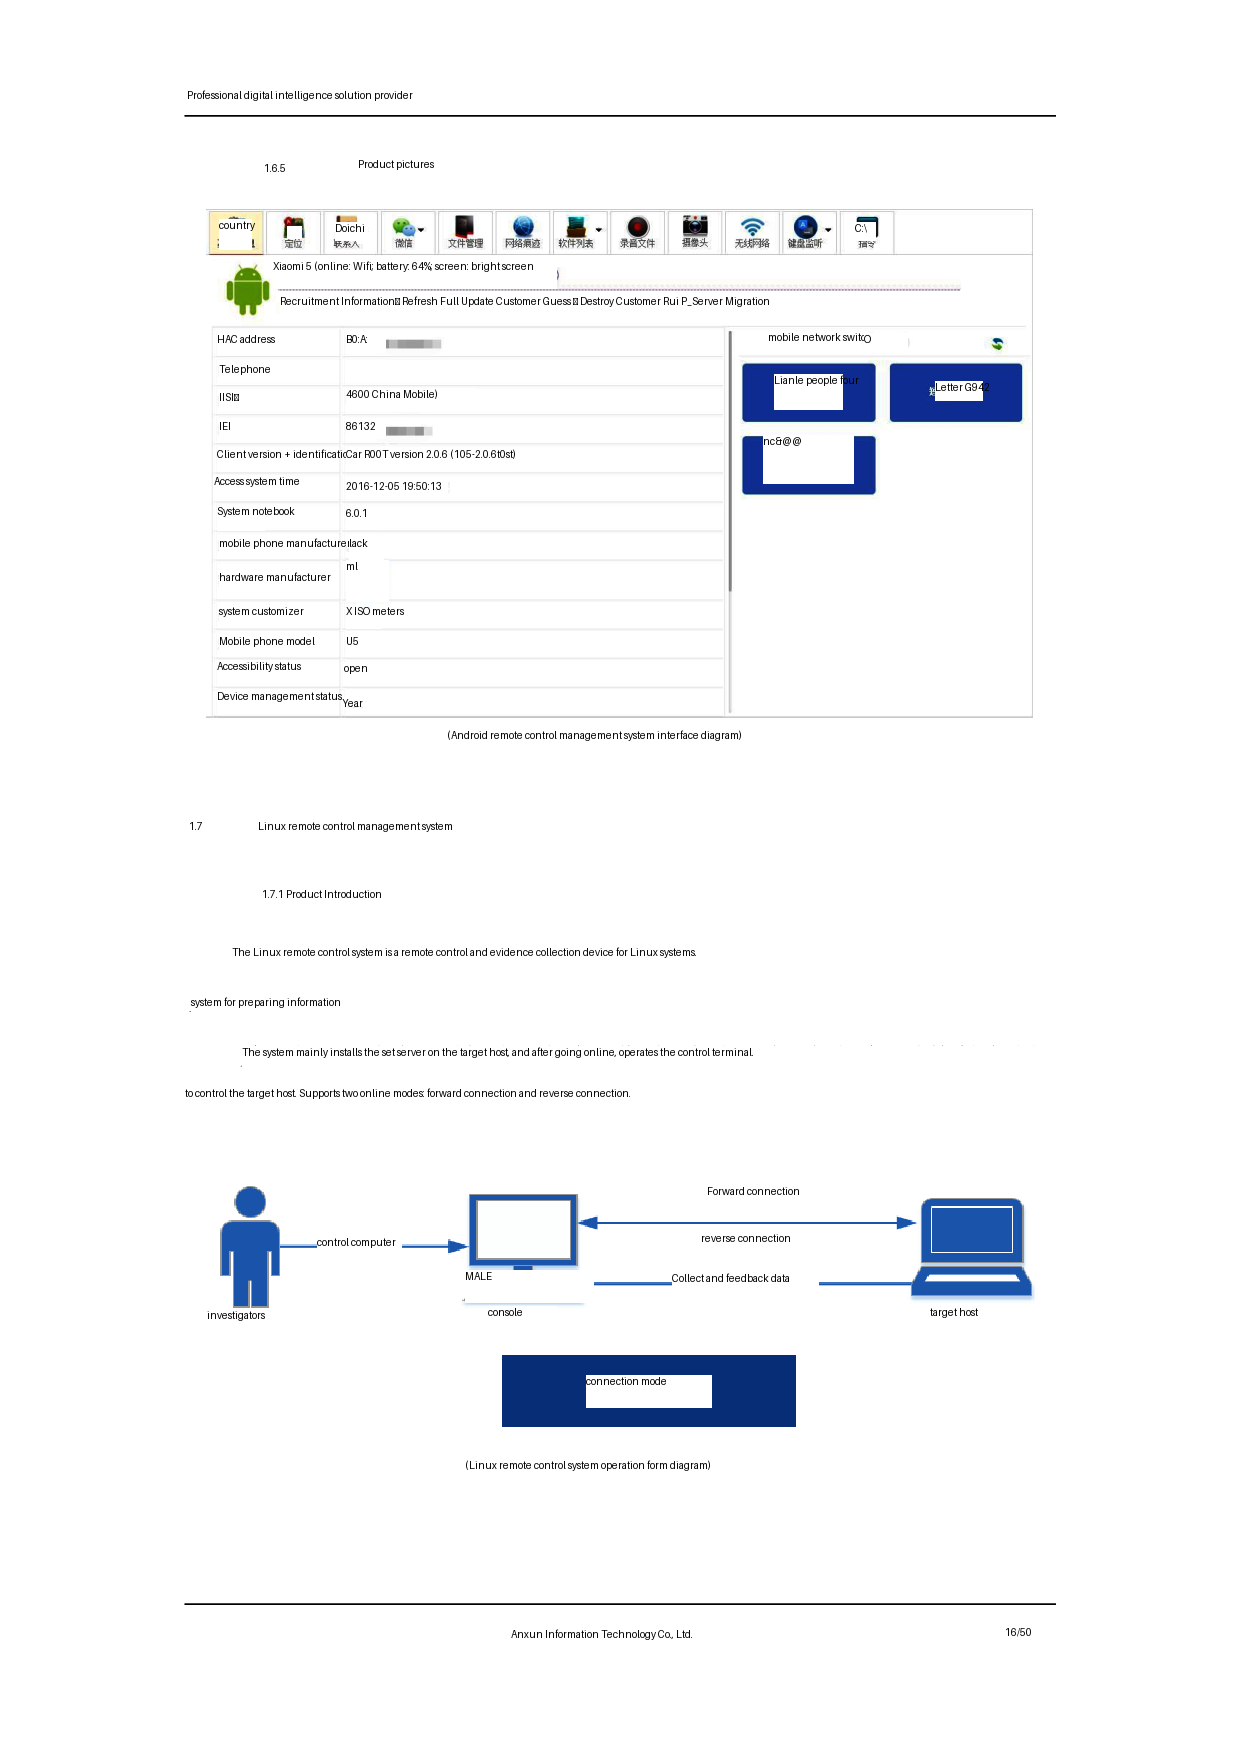 Professional digital intelligence solution provider
1.6.5 Product pictures
country Doichi C:\
定位 联系人 微信 文件管理 网络痕迹 软件列表 录音文件 摄像头 无线网络 键盘监听 指令
Xiaomi 5 (online: Wifi; battery: 64%; screen: bright screen )
Recruitment Information Refresh Full Update Customer Guess Destroy Customer Rui P_Server Migration
HAC address B0:A:
Telephone
IISI 4600 China Mobile)
IEI 86132
Client version + identificatic Car R00T version 2.0.6 (105-2.0.6t0st)
Access system time 2016-12-05 19:50:13
System notebook 6.0.1
mobile phone manufacture lack
hardware manufacturer ml
system customizer X ISO meters
Mobile phone model U5
Accessibility status open
Device management status Year
mobile network switc
Lianle people four
Letter G942
nc&@@
(Android remote control management system interface diagram)
1.7 Linux remote control management system
1.7.1 Product Introduction
The Linux remote control system is a remote control and evidence collection device for Linux systems.
system for preparing information
The system mainly installs the set server on the target host, and after going online, operates the control terminal.
to control the target host. Supports two online modes: forward connection and reverse connection.
Forward connection
control computer
reverse connection
MALE
Collect and feedback data
investigators
console
target host
connection mode
(Linux remote control system operation form diagram)
Anxun Information Technology Co., Ltd.
16/50